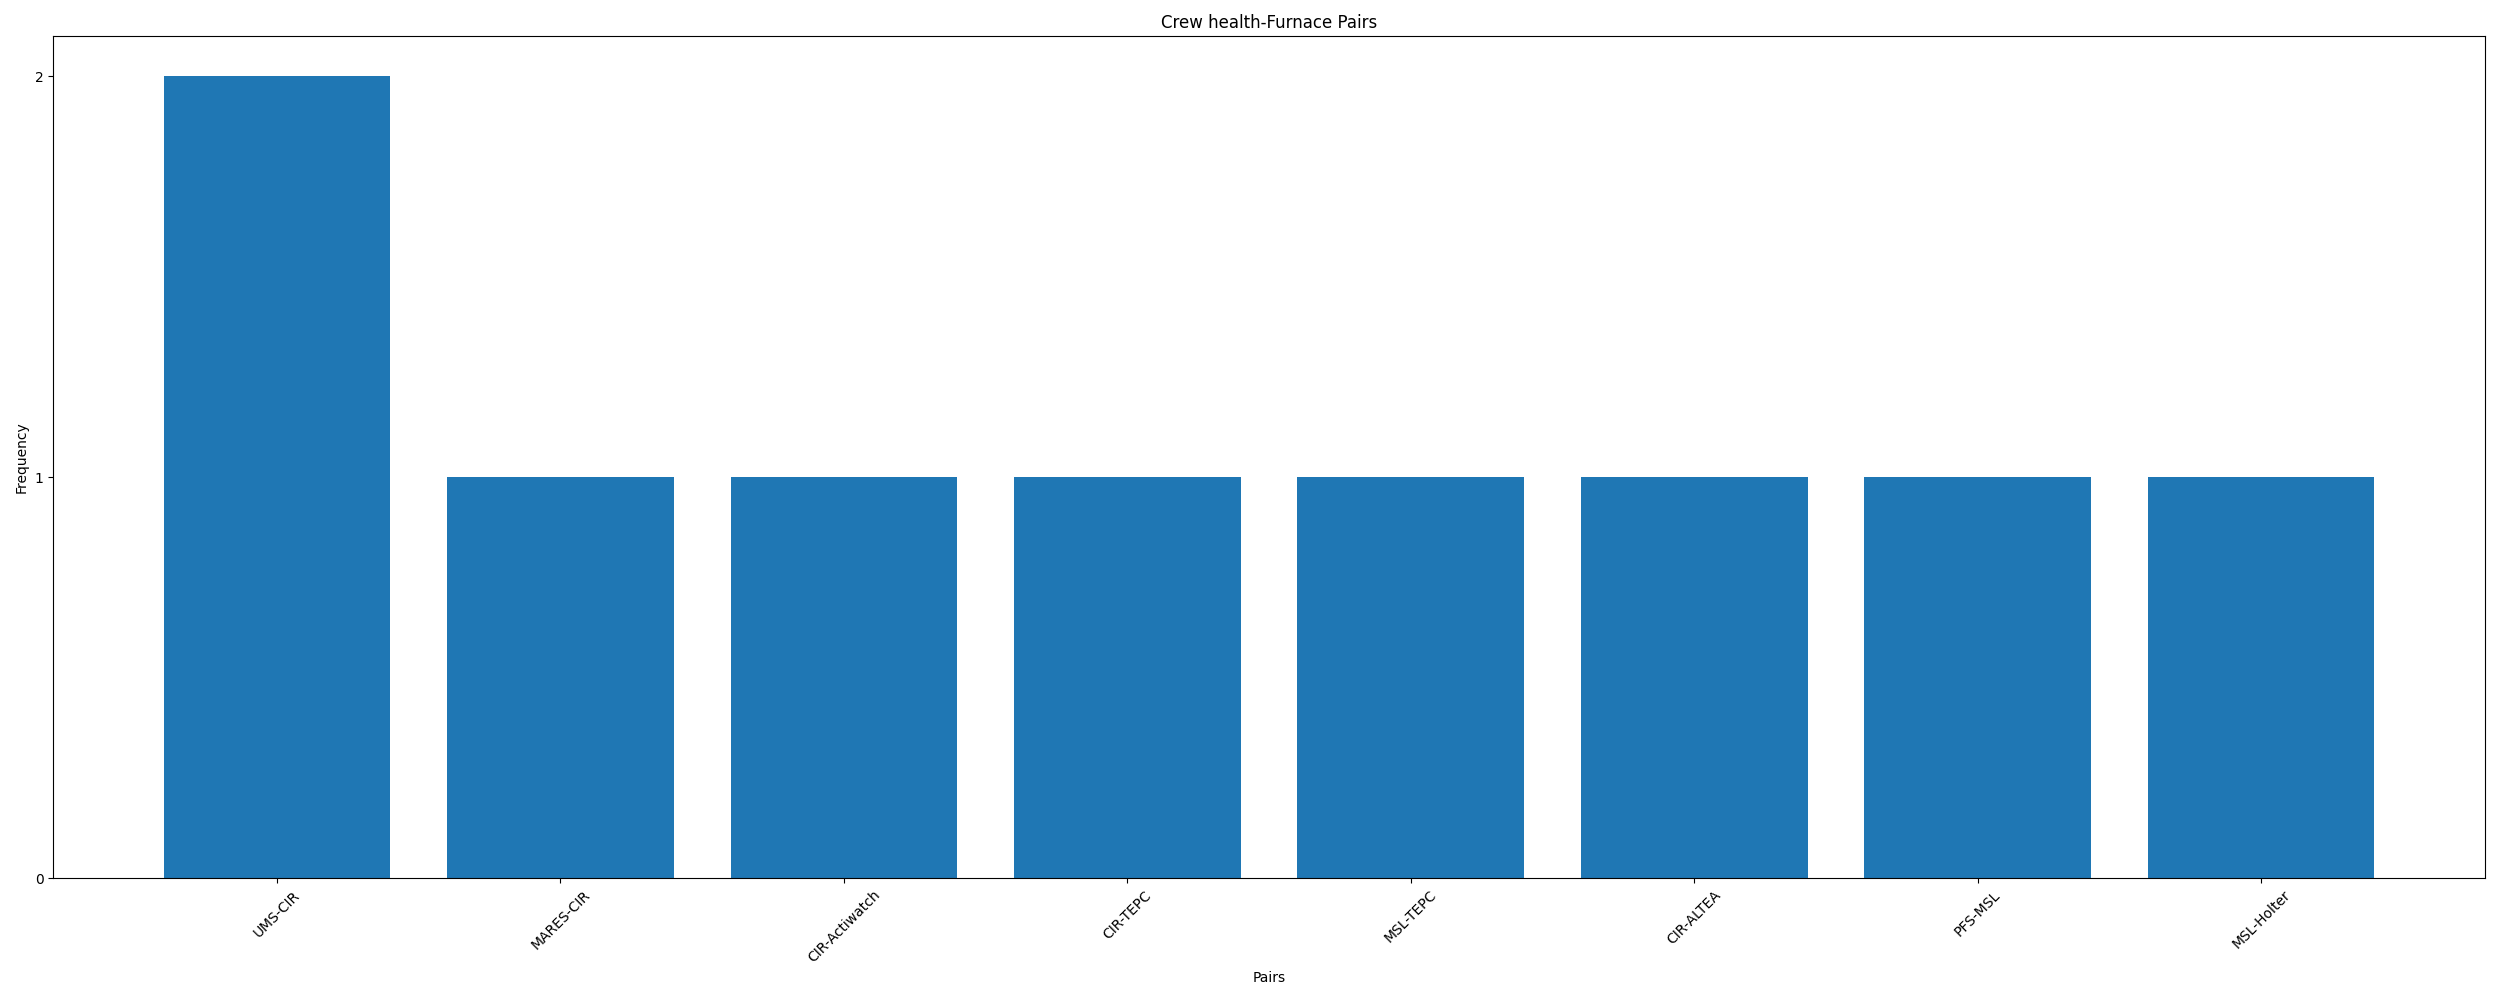 Crew health-Furnace Pairs
Frequency
2
1
0
UMS-CIR
MARES-CIR
CIR-Actiwatch
CIR-TEPC
MSL-TEPC
CIR-ALTEA
PFS-MSL
MSL-Holter
Pairs